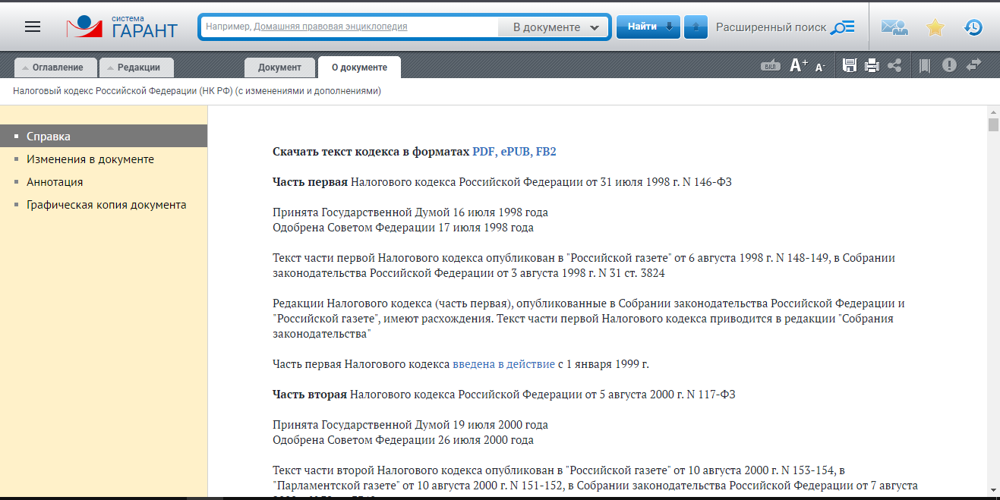 система
ГАРАНТ
Например, Домашняя правовая энциклопедия
В документе
Найти
Расширенный поиск
Оглавление
Редакции
Документ
О документе
ВКЛ
A+
A-
Налоговый кодекс Российской Федерации (НК РФ) (с изменениями и дополнениями)
Справка
Изменения в документе
Аннотация
Графическая копия документа
Скачать текст кодекса в форматах PDF, ePUB, FB2
Часть первая Налогового кодекса Российской Федерации от 31 июля 1998 г. N 146-ФЗ
Принята Государственной Думой 16 июля 1998 года
Одобрена Советом Федерации 17 июля 1998 года
Текст части первой Налогового кодекса опубликован в "Российской газете" от 6 августа 1998 г. N 148-149, в Собрании
законодательства Российской Федерации от 3 августа 1998 г. N 31 ст. 3824
Редакции Налогового кодекса (часть первая), опубликованные в Собрании законодательства Российской Федерации и
"Российской газете", имеют расхождения. Текст части первой Налогового кодекса приводится в редакции "Собрания
законодательства"
Часть первая Налогового кодекса введена в действие с 1 января 1999 г.
Часть вторая Налогового кодекса Российской Федерации от 5 августа 2000 г. N 117-ФЗ
Принята Государственной Думой 19 июля 2000 года
Одобрена Советом Федерации 26 июля 2000 года
Текст части второй Налогового кодекса опубликован в "Российской газете" от 10 августа 2000 г. N 153-154, в
"Парламентской газете" от 10 августа 2000 г. N 151-152, в Собрании законодательства Российской Федерации от 7 августа